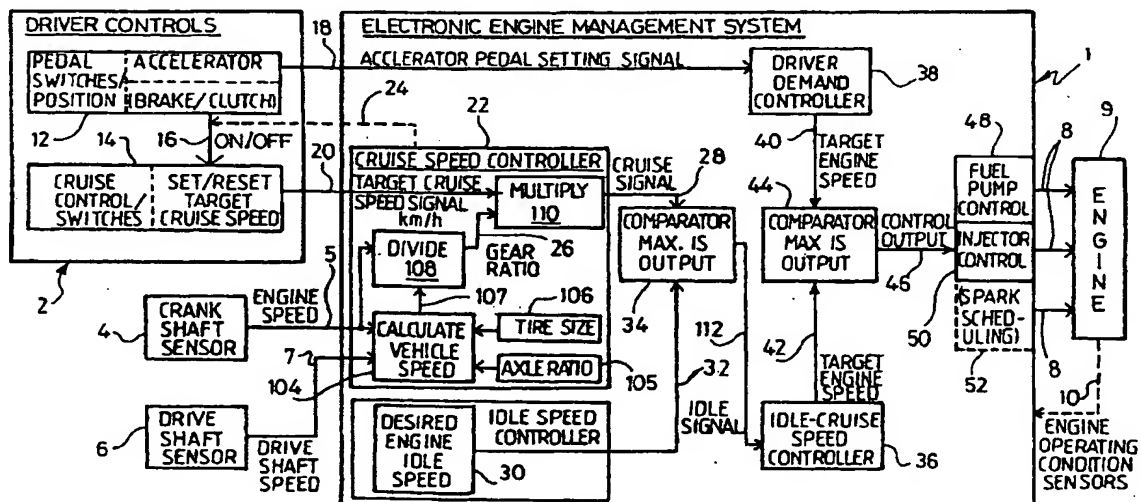 DRIVER CONTROLS
PEDAL
SWITCHES/
POSITION
ACCELERATOR
(BRAKE/CLUTCH)
12
14
16
ON/OFF
CRUISE
CONTROL/
SWITCHES
SET/RESET
TARGET
CRUISE SPEED
2
18
20
24
22
ELECTRONIC ENGINE MANAGEMENT SYSTEM
ACCLERATOR PEDAL SETTING SIGNAL
DRIVER
DEMAND
CONTROLLER
38
1
40
TARGET
ENGINE
SPEED
CRUISE SPEED CONTROLLER
TARGET CRUISE
SPEED SIGNAL
km/h
MULTIPLY
110
CRUISE
SIGNAL
28
DIVIDE
108
GEAR
RATIO
26
107
106
TIRE SIZE
CALCULATE
VEHICLE
SPEED
104
AXLE RATIO
105
COMPARATOR
MAX. IS
OUTPUT
34
112
44
COMPARATOR
MAX IS
OUTPUT
CONTROL
OUTPUT
46
48
FUEL
PUMP
CONTROL
INJECTOR
CONTROL
50
(SPARK
SCHED-
ULING)
52
8
8
8
9
ENGINE
10
ENGINE
OPERATING
CONDITION
SENSORS
CRANK
SHAFT
SENSOR
4
ENGINE
SPEED
5
7
DRIVE
SHAFT
SENSOR
6
DRIVE SHAFT
SPEED
DESIRED
ENGINE
IDLE SPEED
30
IDLE SPEED
CONTROLLER
32
IDLE
SIGNAL
42
TARGET
ENGINE
SPEED
IDLE-CRUISE
SPEED
CONTROLLER
36